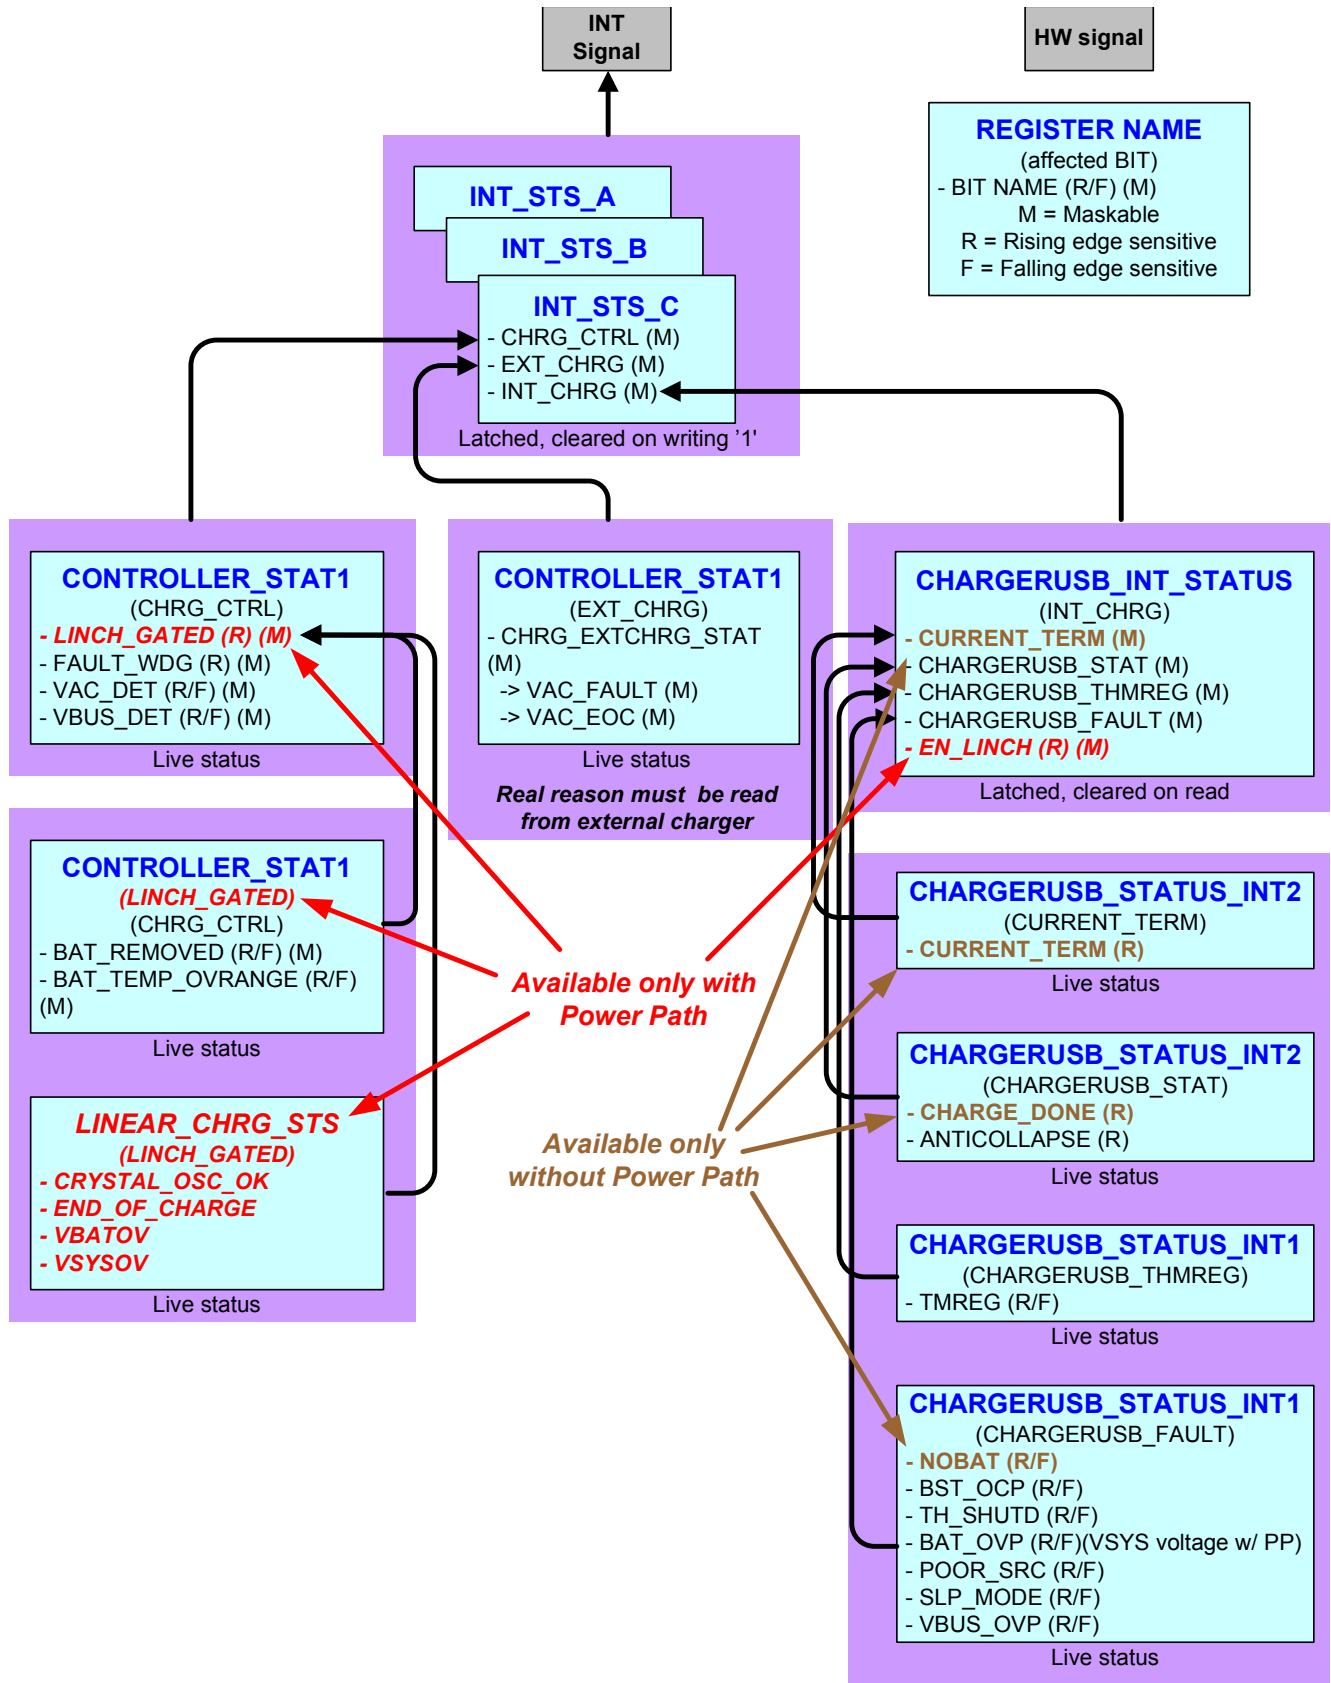 INT
Signal
HW signal
REGISTER NAME
(affected BIT)
- BIT NAME (R/F) (M)
M = Maskable
R = Rising edge sensitive
F = Falling edge sensitive
INT_STS_A
INT_STS_B
INT_STS_C
- CHRG_CTRL (M)
- EXT_CHRG (M)
- INT_CHRG (M)
Latched, cleared on writing ’1'
CONTROLLER_STAT1
(CHRG_CTRL)
- LINCH_GATED (R) (M)
- FAULT_WDG (R) (M)
- VAC_DET (R/F) (M)
- VBUS_DET (R/F) (M)
Live status
CONTROLLER_STAT1
(EXT_CHRG)
- CHRG_EXTCHRG_STAT
(M)
-> VAC_FAULT (M)
-> VAC_EOC (M)
Live status
Real reason must be read
from external charger
CHARGERUSB_INT_STATUS
(INT_CHRG)
- CURRENT_TERM (M)
- CHARGERUSB_STAT (M)
- CHARGERUSB_THMREG (M)
- CHARGERUSB_FAULT (M)
- EN_LINCH (R) (M)
Latched, cleared on read
CONTROLLER_STAT1
(LINCH_GATED)
(CHRG_CTRL)
- BAT_REMOVED (R/F) (M)
- BAT_TEMP_OVRANGE (R/F)
(M)
Live status
LINEAR_CHRG_STS
(LINCH_GATED)
- CRYSTAL_OSC_OK
- END_OF_CHARGE
- VBATOV
- VSYSOV
Live status
Available only with
Power Path
Available only
without Power Path
CHARGERUSB_STATUS_INT2
(CURRENT_TERM)
- CURRENT_TERM (R)
Live status
CHARGERUSB_STATUS_INT2
(CHARGERUSB_STAT)
- CHARGE_DONE (R)
- ANTICOLLAPSE (R)
Live status
CHARGERUSB_STATUS_INT1
(CHARGERUSB_THMREG)
- TMREG (R/F)
Live status
CHARGERUSB_STATUS_INT1
(CHARGERUSB_FAULT)
- NOBAT (R/F)
- BST_OCP (R/F)
- TH_SHUTD (R/F)
- BAT_OVP (R/F)(VSYS voltage w/ PP)
- POOR_SRC (R/F)
- SLP_MODE (R/F)
- VBUS_OVP (R/F)
Live status